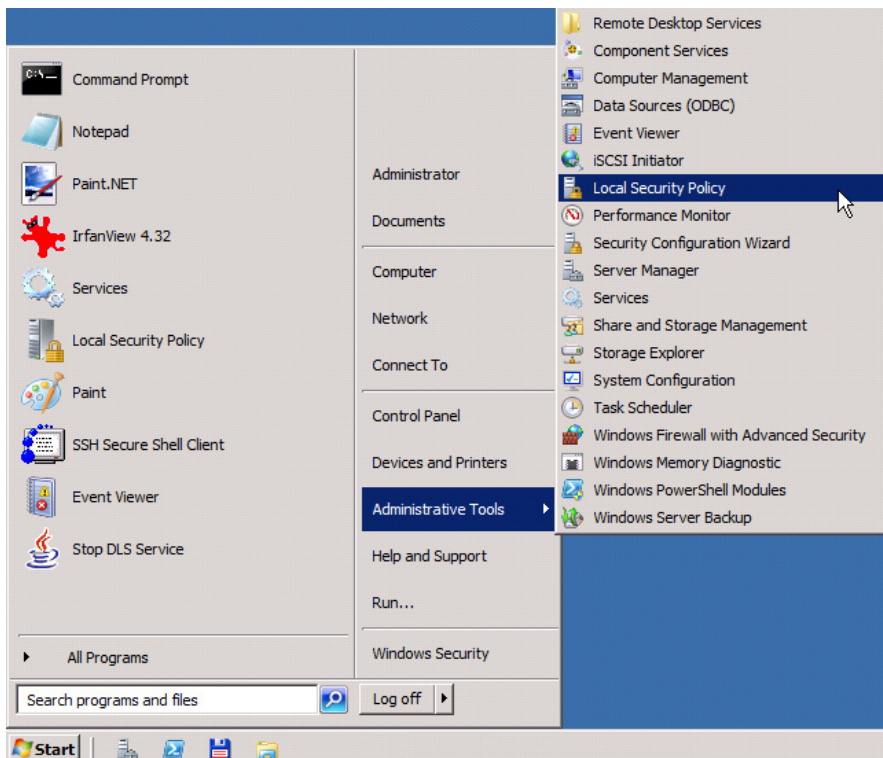 Command Prompt
Notepad
Paint.NET
IrfanView 4.32
Services
Local Security Policy
Paint
SSH Secure Shell Client
Event Viewer
Stop DLS Service
All Programs
Search programs and files
Administrator
Documents
Computer
Network
Connect To
Control Panel
Devices and Printers
Administrative Tools
Help and Support
Run...
Windows Security
Log off
Remote Desktop Services
Component Services
Computer Management
Data Sources (ODBC)
Event Viewer
iSCSI Initiator
Local Security Policy
Performance Monitor
Security Configuration Wizard
Server Manager
Services
Share and Storage Management
Storage Explorer
System Configuration
Task Scheduler
Windows Firewall with Advanced Security
Windows Memory Diagnostic
Windows PowerShell Modules
Windows Server Backup
Start